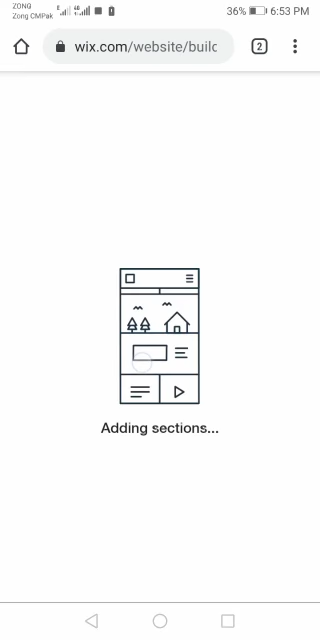 ZONG
Zong CMPak
36%
6:53 PM
wix.com/website/builc
2
Adding sections...